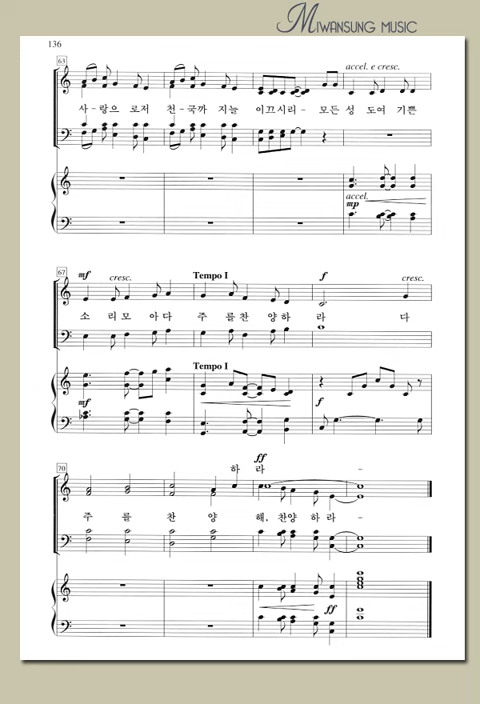 MIWANSUNG MUSIC
136
63
accel. e cresc.
사-랑으 로저 천-국까 지늘 이끄시리- 모든 성 도여 기쁜
accel.
mp
67
mf cresc. Tempo I f cresc.
소 리모 아다 주 를찬 양하 라 다
Tempo I
mf f
70
ff
하 라 -
주 를 찬 양 해, 찬양 하라-
ff